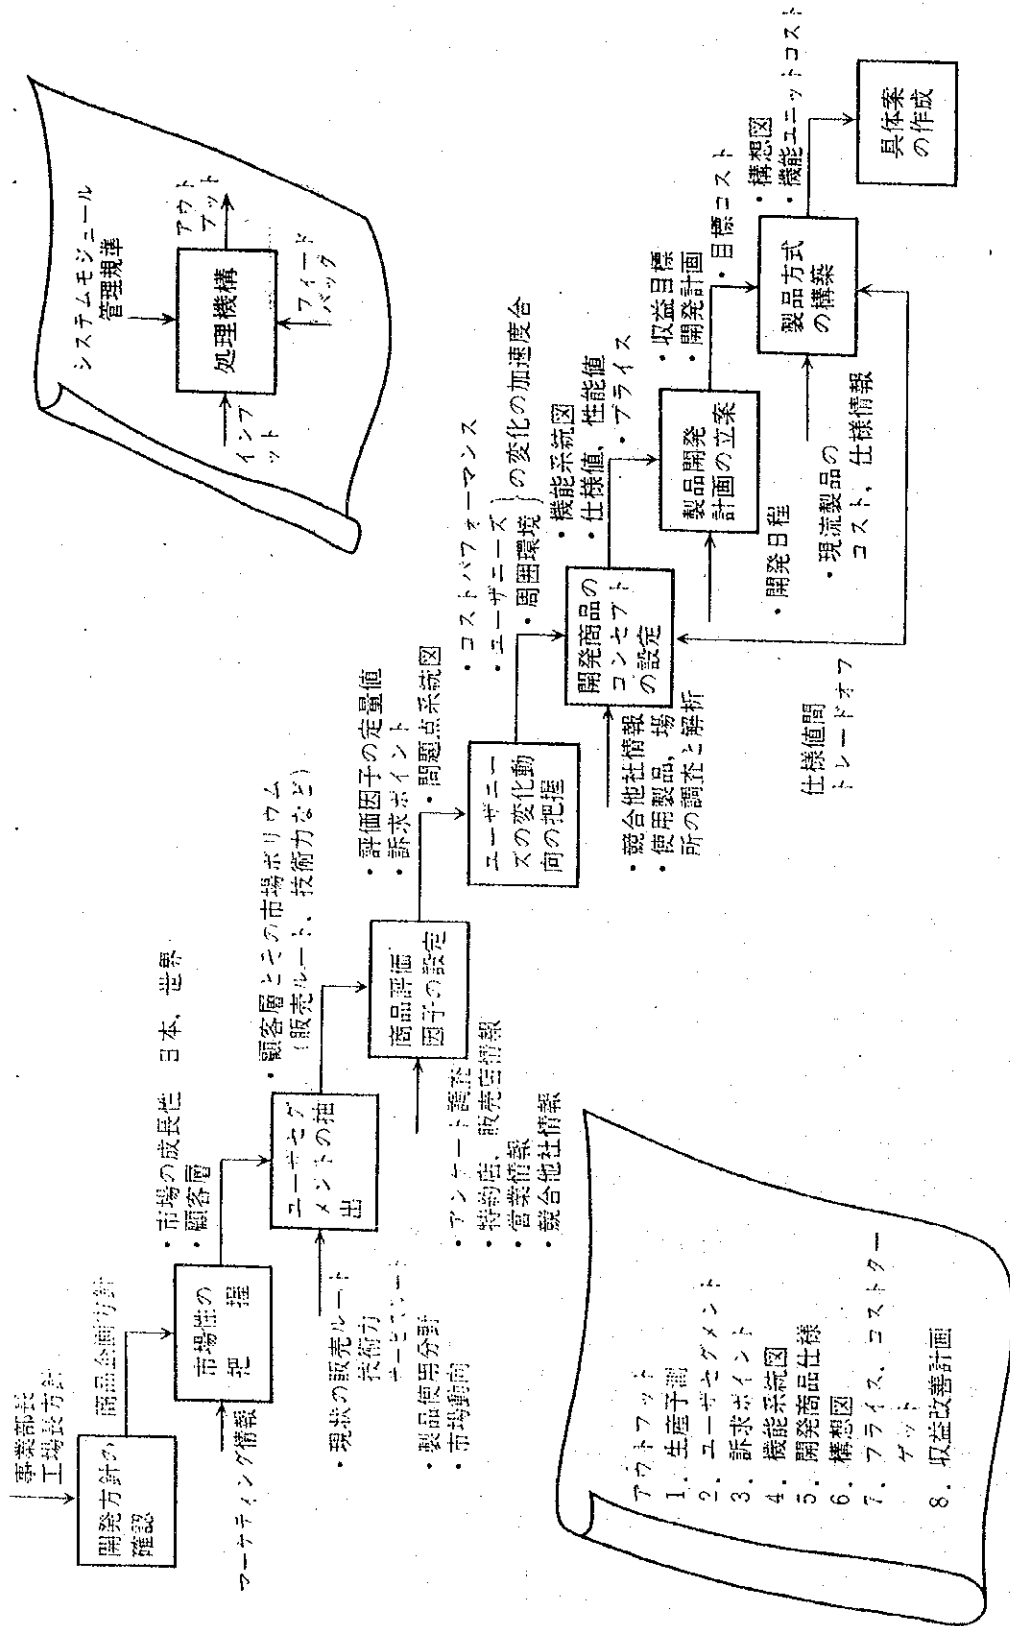 事業部長
工場長方針
開発方針の
確認
商品企画方針
マーケティング情報
市場性の
把　握
・市場の成長性　日本，世界
・顧客層
・現状の販売ルート
技術力
サービスルート
・製品使用分野
・市場動向
ユーザセグ
メントの抽
出
・顧客層とその市場ボリウム
（販売ルート、技術力など）
・アンケート調査
・特約店、販売店情報
・営業情報
・競合他社情報
商品評価
因子の設定
・評価因子の定量値
・訴求ポイント
・問題点系統図
ユーザニー
ズの変化動
向の把握
・コストパフォーマンス
・ユーザニーズ
・周囲環境
｝の変化の加速度合
・競合他社情報
・使用製品，場
所の調査と解析
開発商品の
コンセプト
の設定
・機能系統図
・仕様値、性能値
・プライス
・開発日程
製品開発
計画の立案
・収益目標
・開発計画
・目標コスト
・現流製品の
コスト，仕様情報
製品方式
の構築
・構想図
・機能ユニットコスト
具体案
の作成
仕様値間
トレードオフ
システムモジュール
管理規準
インプ
ット
処理機構
アウト
プット
フィード
バック
アウトプット
1．生産予測
2．ユーザセグメント
3．訴求ポイント
4．機能系統図
5．開発商品仕様
6．構想図
7．プライス、コストター
ゲット
8．収益改善計画